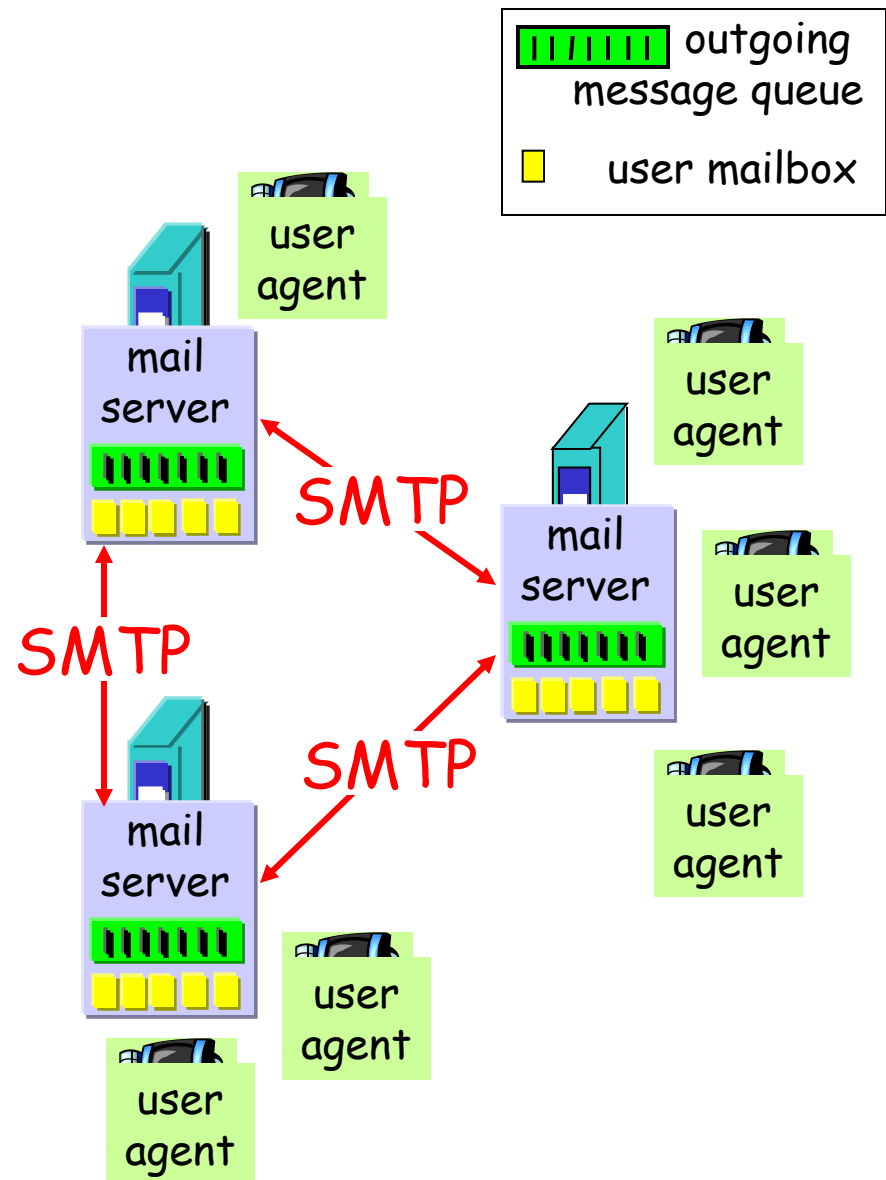 outgoing
message queue
user mailbox
user
agent
mail
server
user
agent
SMTP
mail
server
user
agent
SMTP
SMTP
user
agent
mail
server
user
agent
user
agent